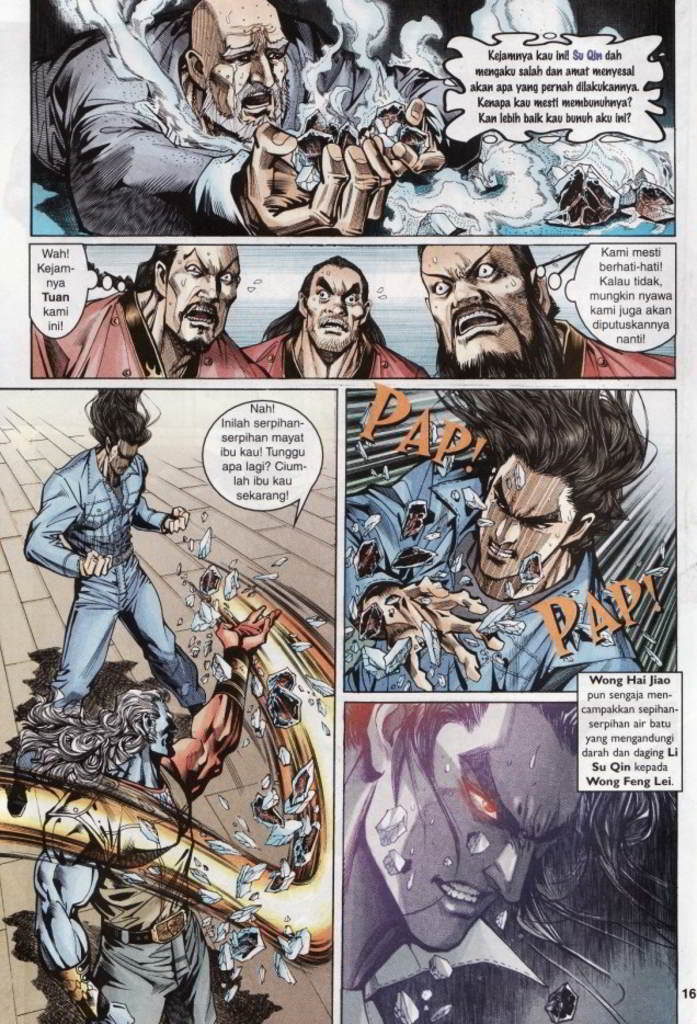 Kejamnya kau ini! Su Qin dah
mengaku salah dan amat menyesal
akan apa yang pernah dilakukannya.
Kenapa kau mesti membunuhnya?
Kan lebih baik kau bunuh aku ini?
Wah!
Kejam-
nya
Tuan
kami
ini!
Kami mesti
berhati-hati!
Kalau tidak,
mungkin nyawa
kami juga akan
diputuskannya
nanti!
Nah!
Inilah serpihan-
serpihan mayat
ibu kau! Tunggu
apa lagi? Cium-
lah ibu kau
sekarang!
PAP!
PAP!
Wong Hai Jiao
pun sengaja men-
campakkan sepihan-
serpihan air batu
yang mengandungi
darah dan daging Li
Su Qin kepada
Wong Feng Lei.
16